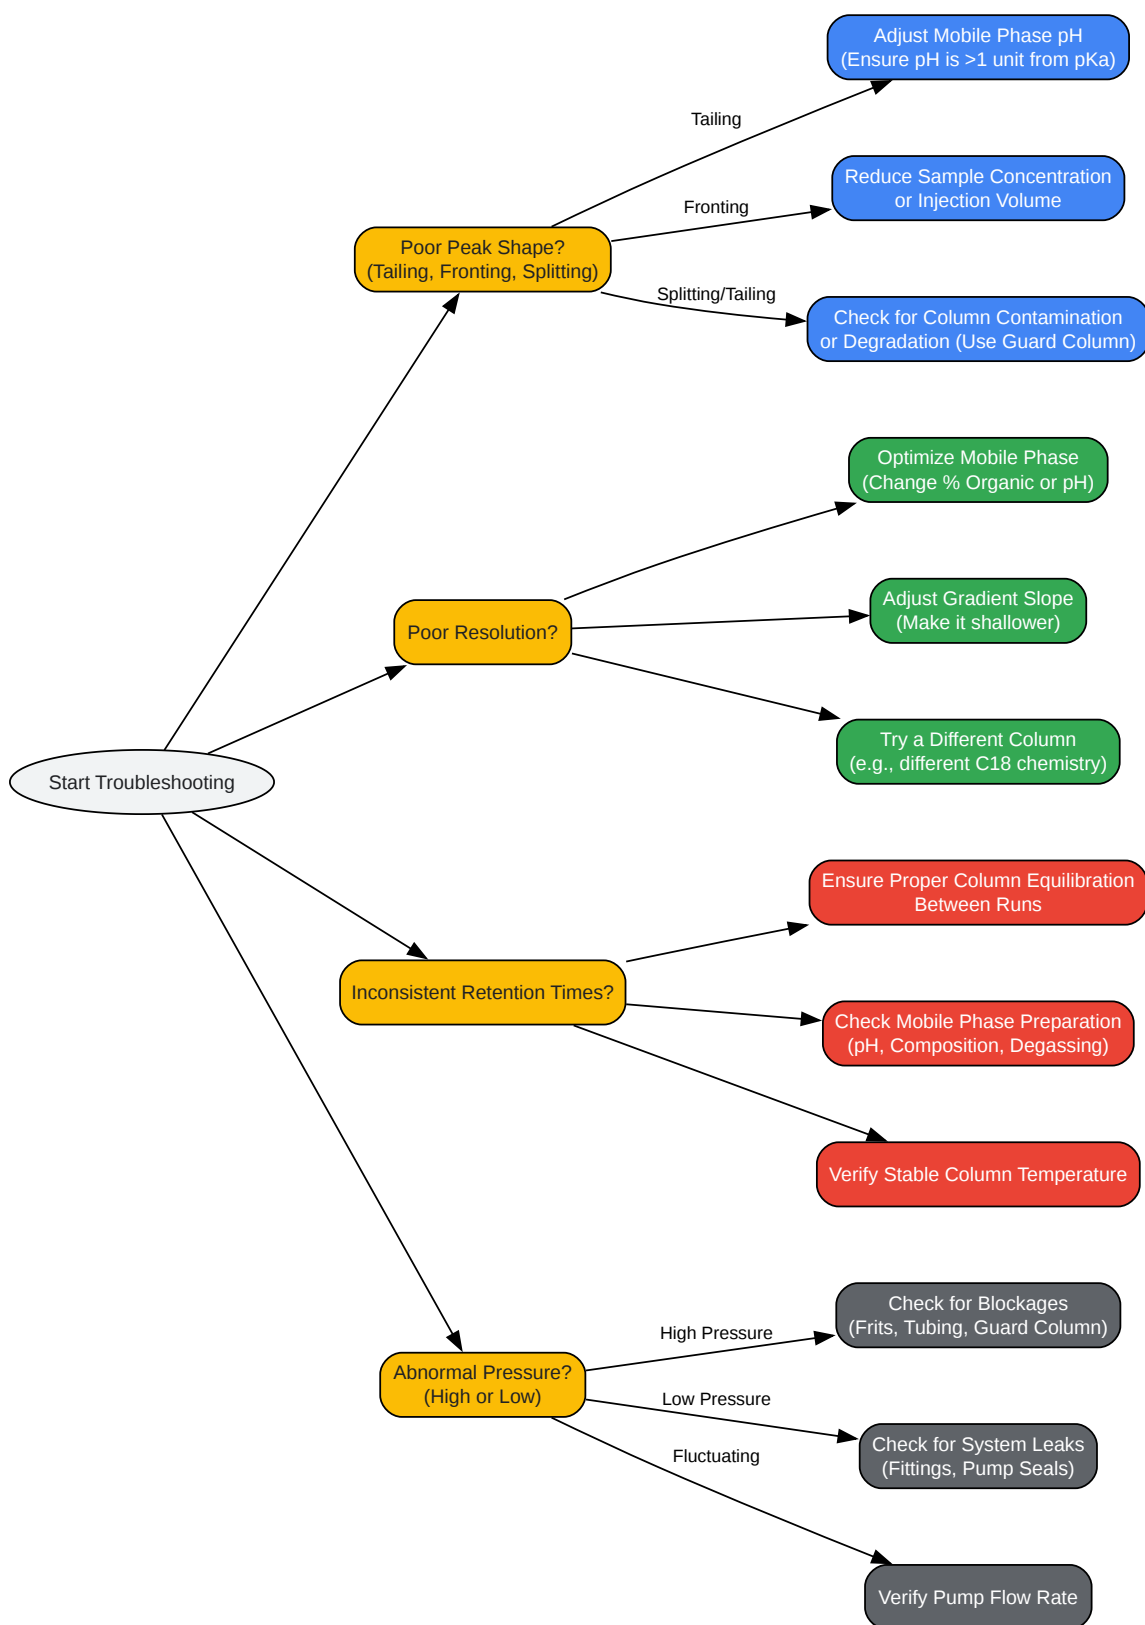 Adjust Mobile Phase pH
(Ensure pH is >1 unit from pKa)
Tailing
Reduce Sample Concentration
or Injection Volume
Fronting
Poor Peak Shape?
(Tailing, Fronting, Splitting)
Splitting/Tailing
Check for Column Contamination
or Degradation (Use Guard Column)
Optimize Mobile Phase
(Change % Organic or pH)
Adjust Gradient Slope
(Make it shallower)
Poor Resolution?
Try a Different Column
(e.g., different C18 chemistry)
Start Troubleshooting
Ensure Proper Column Equilibration
Between Runs
Inconsistent Retention Times?
Check Mobile Phase Preparation
(pH, Composition, Degassing)
Verify Stable Column Temperature
Check for Blockages
(Frits, Tubing, Guard Column)
High Pressure
Abnormal Pressure?
(High or Low)
Low Pressure
Check for System Leaks
(Fittings, Pump Seals)
Fluctuating
Verify Pump Flow Rate